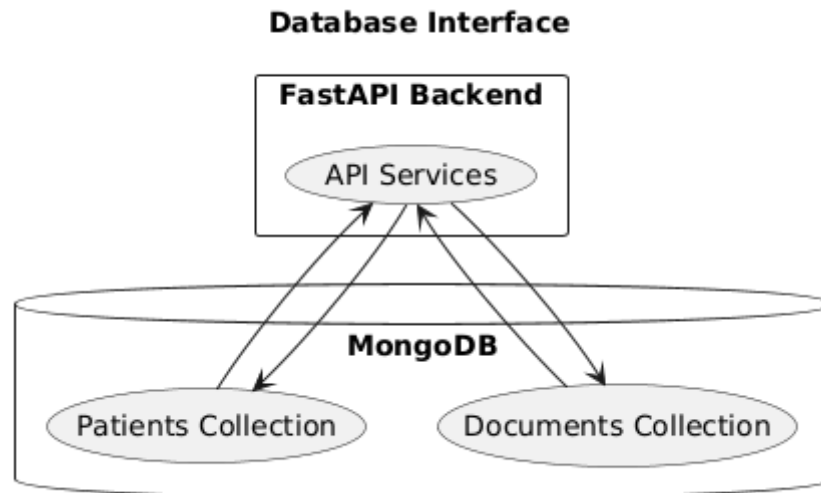 Database Interface
FastAPI Backend
API Services
MongoDB
Patients Collection
Documents Collection